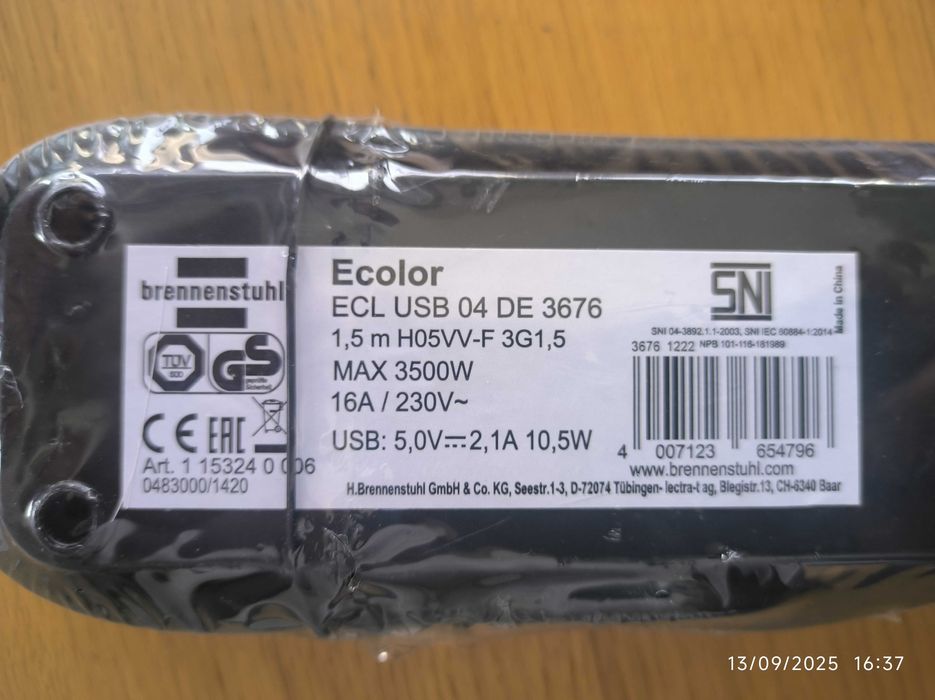 brennenstuhl
TÜV
SÜD
GS
geprüfte
Sicherheit
CE EAC
Art. 1 15324 0 006
0483000/1420
Ecolor
ECL USB 04 DE 3676
1,5 m H05VV-F 3G1,5
MAX 3500W
16A / 230V~
USB: 5,0V⎓2,1A 10,5W
SNI
Made in China
SNI 04-3892.1.1-2003, SNI IEC 60884-1:2014
3676 1222 NPB 101-116-181989
4 007123 654796
www.brennenstuhl.com
H.Brennenstuhl GmbH & Co. KG, Seestr.1-3, D-72074 Tübingen- lectra-t ag, Blegistr.13, CH-6340 Baar
13/09/2025 16:37